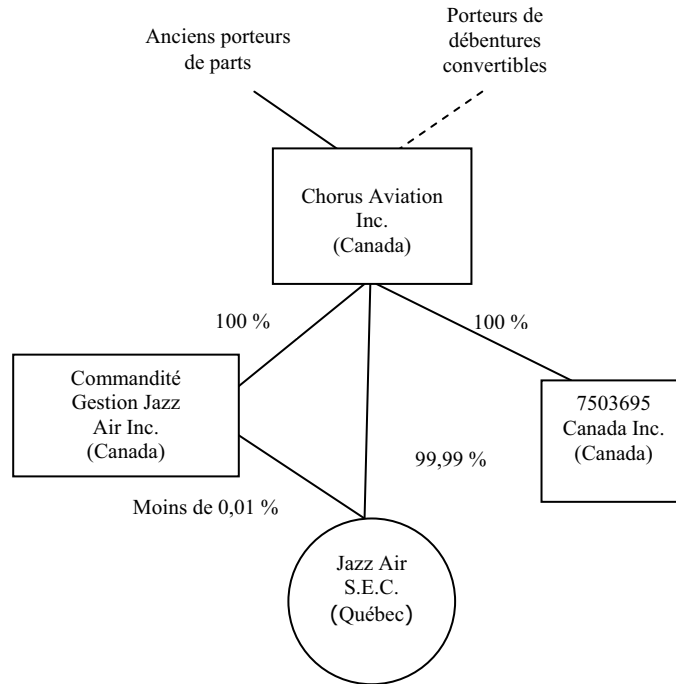 Anciens porteurs
de parts
Porteurs de
débentures
convertibles
Chorus Aviation
Inc.
(Canada)
100 %
100 %
Commandité
Gestion Jazz
Air Inc.
(Canada)
7503695
Canada Inc.
(Canada)
99,99 %
Moins de 0,01 %
Jazz Air
S.E.C.
(Québec)